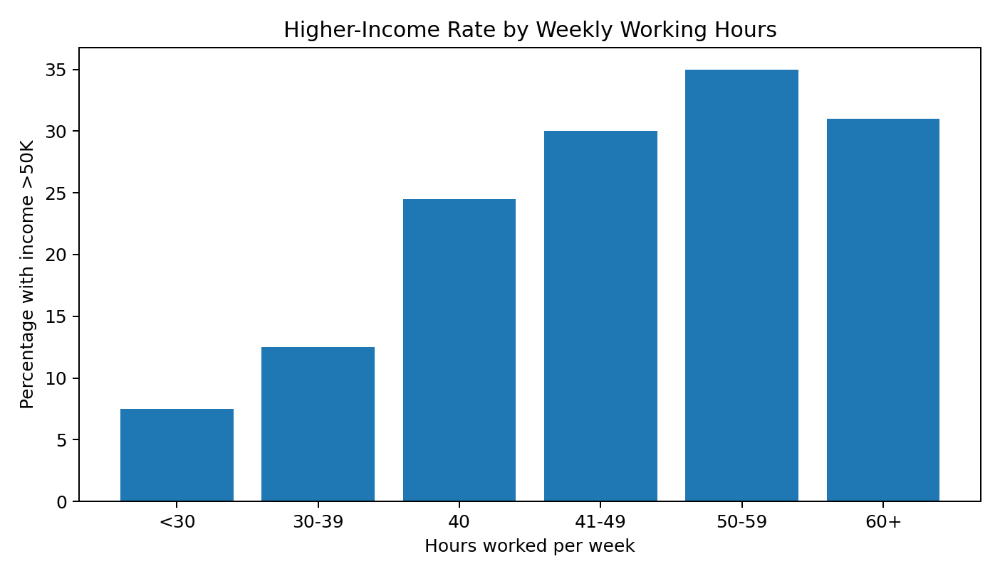 Higher-Income Rate by Weekly Working Hours
Percentage with income >50K
35
30
25
20
15
10
5
0
<30 30-39 40 41-49 50-59 60+
Hours worked per week